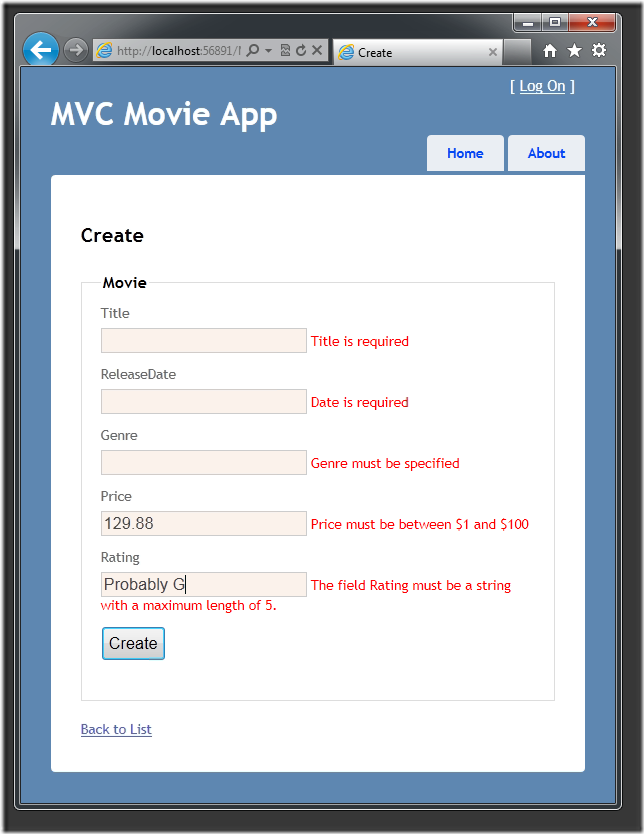 http://localhost:56891/
Create
[ Log On ]
MVC Movie App
Home
About
Create
Movie
Title
Title is required
ReleaseDate
Date is required
Genre
Genre must be specified
Price
129.88 Price must be between $1 and $100
Rating
Probably G The field Rating must be a string
with a maximum length of 5.
Create
Back to List